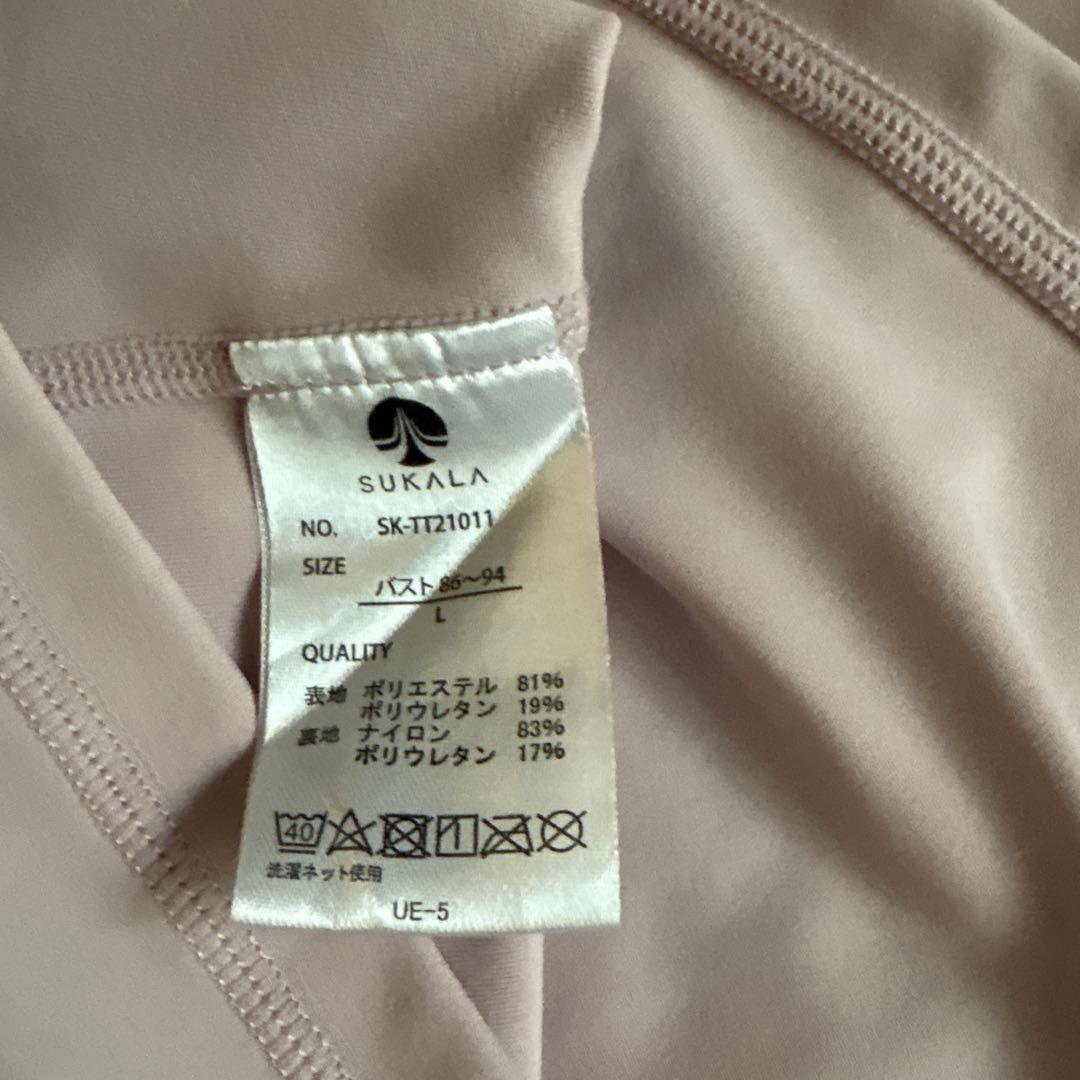 SUKALA
NO. SK-TT21011
SIZE
バスト 86～94
L
QUALITY
表地 ポリエステル 81%
ポリウレタン 19%
裏地 ナイロン 83%
ポリウレタン 17%
40
洗濯ネット使用
UE-5